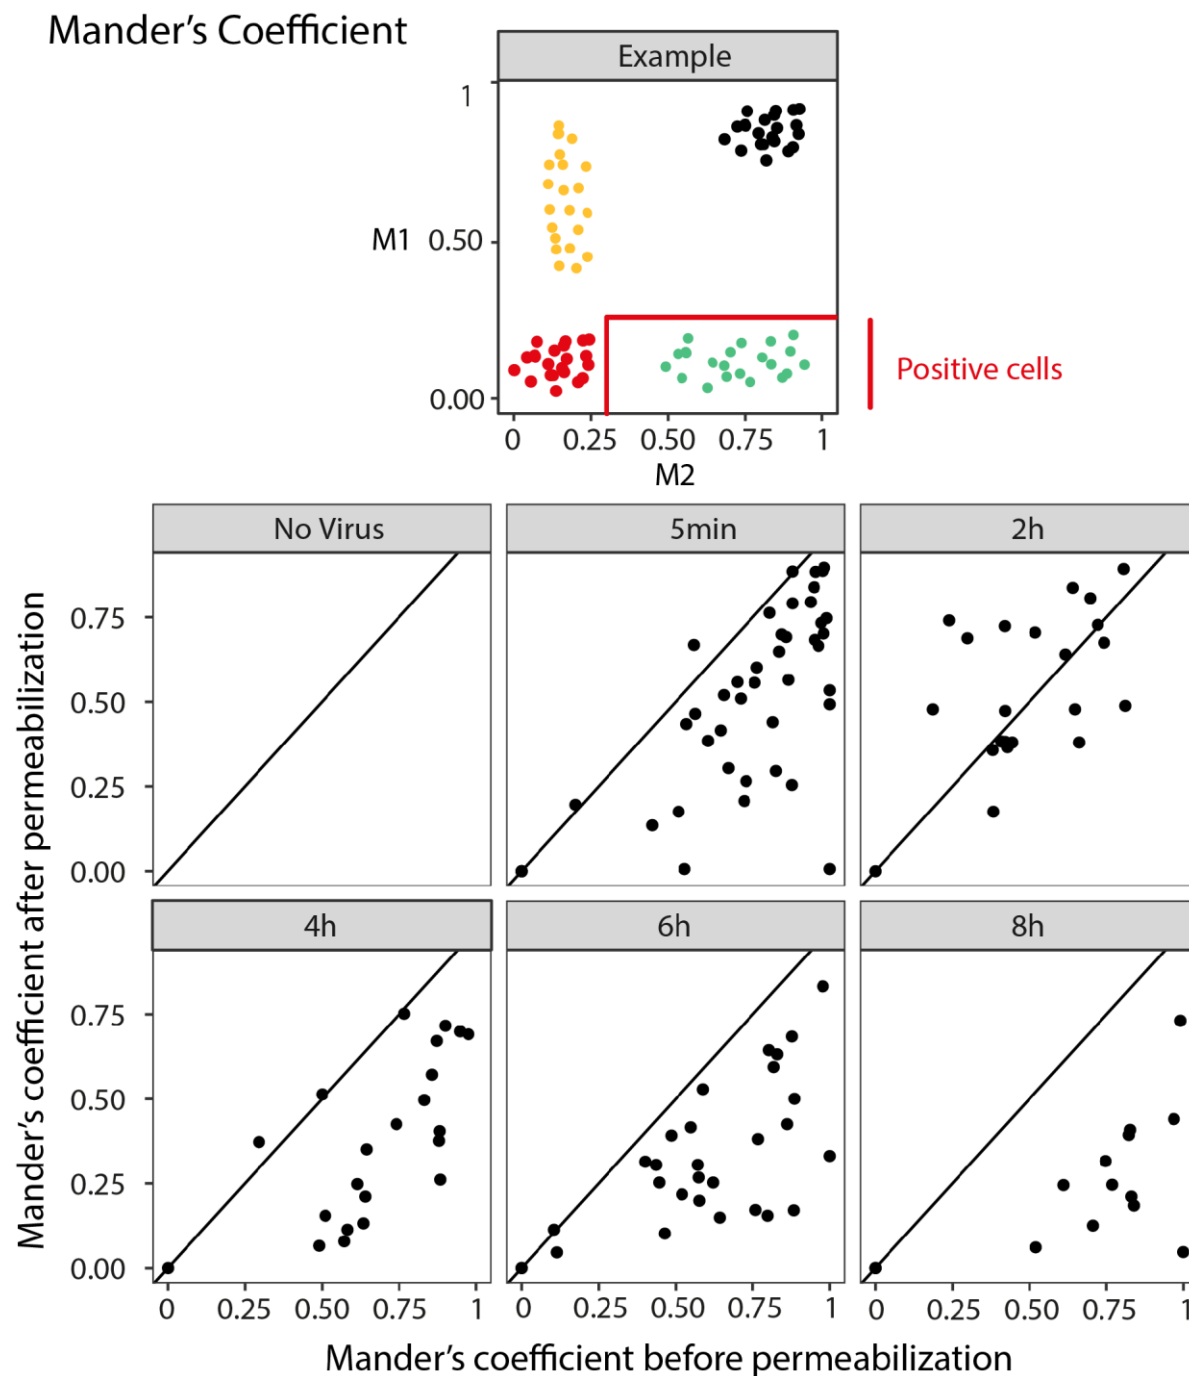 Mander's Coefficient
Example
1
M1 0.50
0.00
0 0.25 0.50 0.75 1
M2
Positive cells
No Virus 5min 2h
0.75
0.50
0.25
0.00
4h 6h 8h
0.75
0.50
0.25
0.00
0 0.25 0.50 0.75 1 0 0.25 0.50 0.75 1 0 0.25 0.50 0.75 1
Mander's coefficient after permeabilization
Mander's coefficient before permeabilization